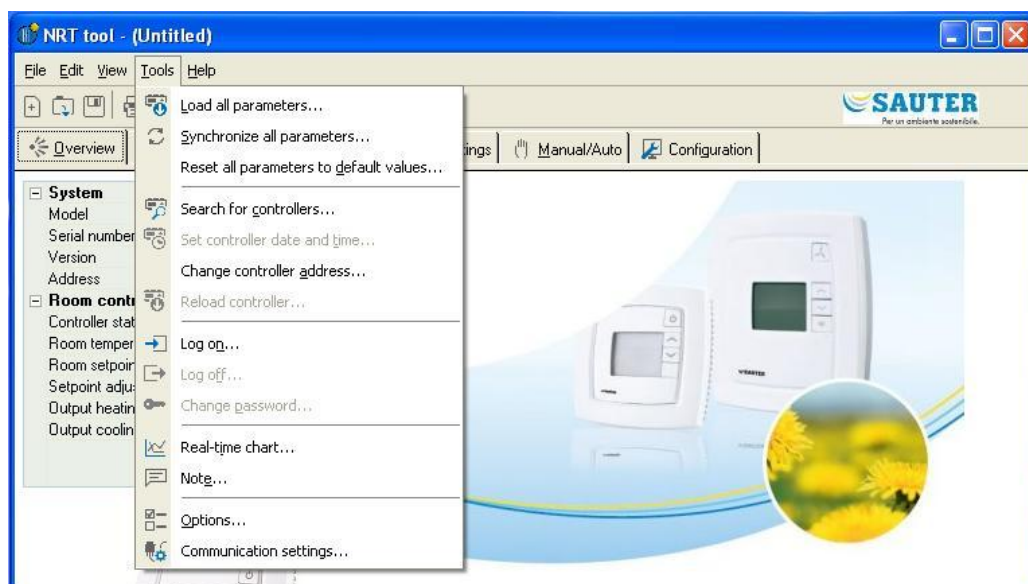 NRT tool - (Untitled)
File Edit View Tools Help
SAUTER
Per un ambiente sostenibile.
Overview ings Manual/Auto Configuration
Load all parameters...
Synchronize all parameters...
Reset all parameters to default values...
Search for controllers...
Set controller date and time...
Change controller address...
Reload controller...
Log on...
Log off...
Change password...
Real-time chart...
Note...
Options...
Communication settings...
System
Model
Serial number
Version
Address
Room contr
Controller stat
Room temper
Room setpoin
Setpoint adju
Output heatin
Output coolin
SAUTER